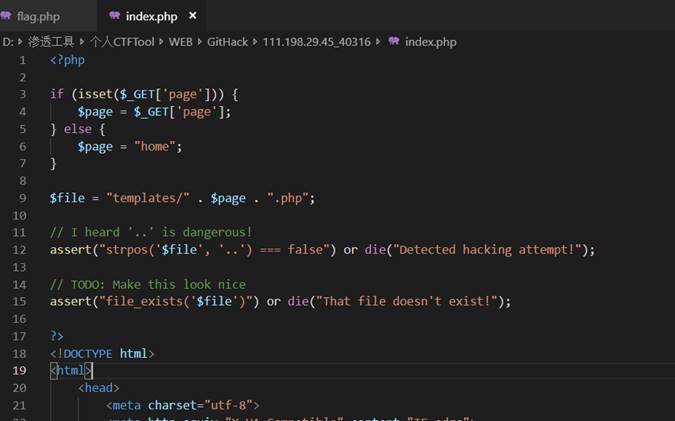 flag.php index.php ×
D: > 渗透工具 > 个人CTFTool > WEB > GitHack > 111.198.29.45_40316 > index.php
1 <?php
2
3 if (isset($_GET['page'])) {
4     $page = $_GET['page'];
5 } else {
6     $page = "home";
7 }
8
9 $file = "templates/" . $page . ".php";
10
11 // I heard '..' is dangerous!
12 assert("strpos('$file', '..') === false") or die("Detected hacking attempt!");
13
14 // TODO: Make this look nice
15 assert("file_exists('$file')") or die("That file doesn't exist!");
16
17 ?>
18 <!DOCTYPE html>
19 <html>
20     <head>
21         <meta charset="utf-8">